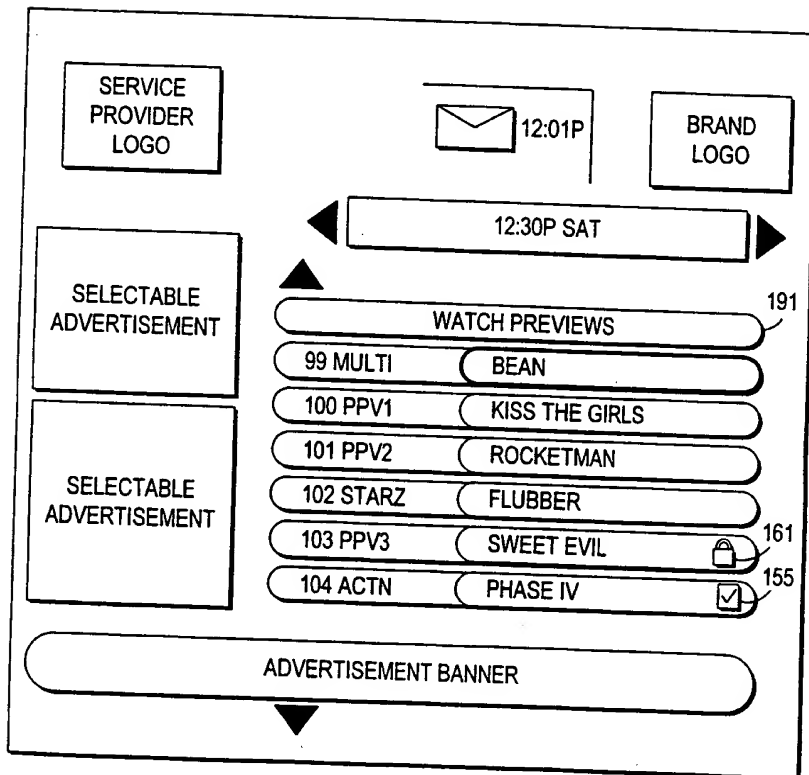 SERVICE
PROVIDER
LOGO
12:01P
BRAND
LOGO
12:30P SAT
SELECTABLE
ADVERTISEMENT
WATCH PREVIEWS
191
99 MULTI BEAN
100 PPV1 KISS THE GIRLS
101 PPV2 ROCKETMAN
SELECTABLE
ADVERTISEMENT
102 STARZ FLUBBER
103 PPV3 SWEET EVIL
161
104 ACTN PHASE IV
155
ADVERTISEMENT BANNER